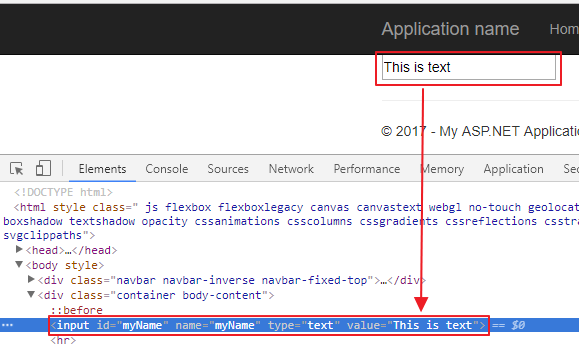 Application name Hom
This is text
© 2017 - My ASP.NET Applicatio
Elements Console Sources Network Performance Memory Application Sec
<!DOCTYPE html>
<html style=" js flexbox flexboxlegacy canvas canvastext webgl no-touch geolocat
boxshadow textshadow opacity cssanimations csscolumns cssgradients cssreflections csstra
svgclippaths">
▶<head>…</head>
▼<body style>
▶<div class="navbar navbar-inverse navbar-fixed-top">…</div>
▼<div class="container body-content">
::before
… <input id="myName" name="myName" type="text" value="This is text"> == $0
<hr>